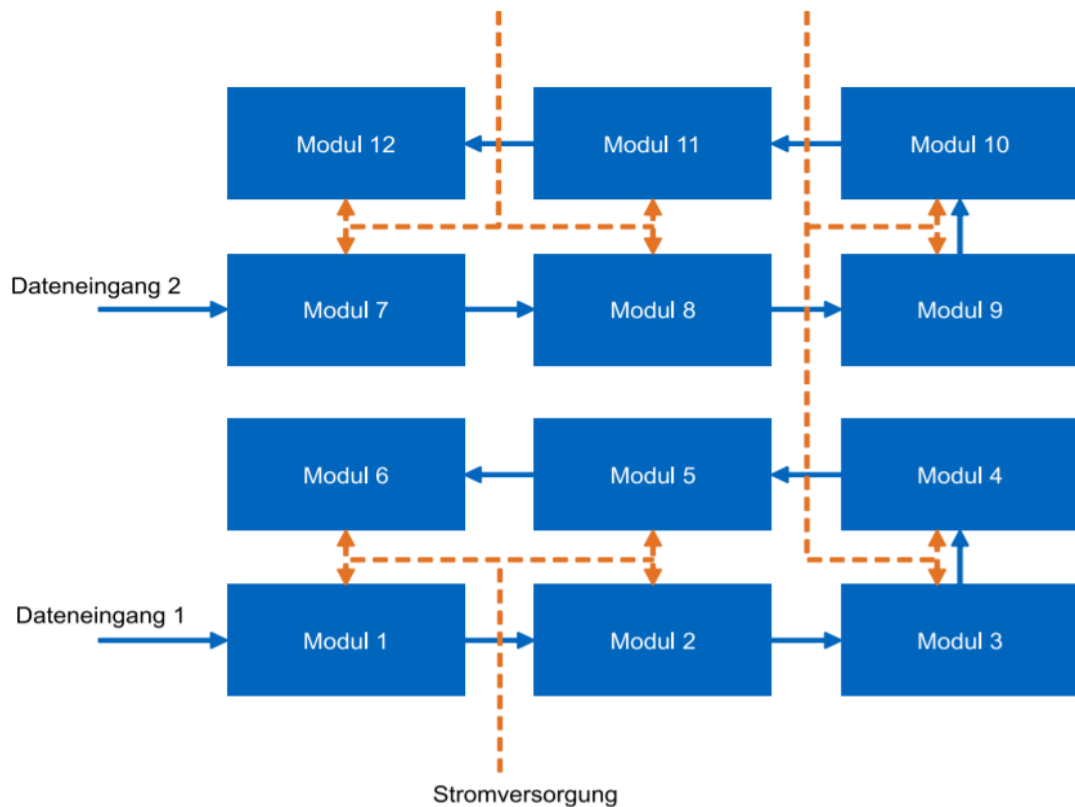 Modul 12
Modul 11
Modul 10
Dateneingang 2
Modul 7
Modul 8
Modul 9
Modul 6
Modul 5
Modul 4
Dateneingang 1
Modul 1
Modul 2
Modul 3
Stromversorgung